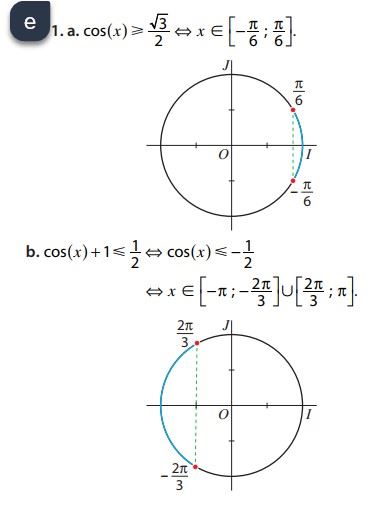 e
1. a. cos(x) ⩾ √3/2 ⇔ x ∈ [−π/6 ; π/6].
J
π/6
O
I
−π/6
b. cos(x) + 1 ⩽ 1/2 ⇔ cos(x) ⩽ −1/2
⇔ x ∈ [−π ; −2π/3] ∪ [2π/3 ; π].
2π/3
J
O
I
−2π/3